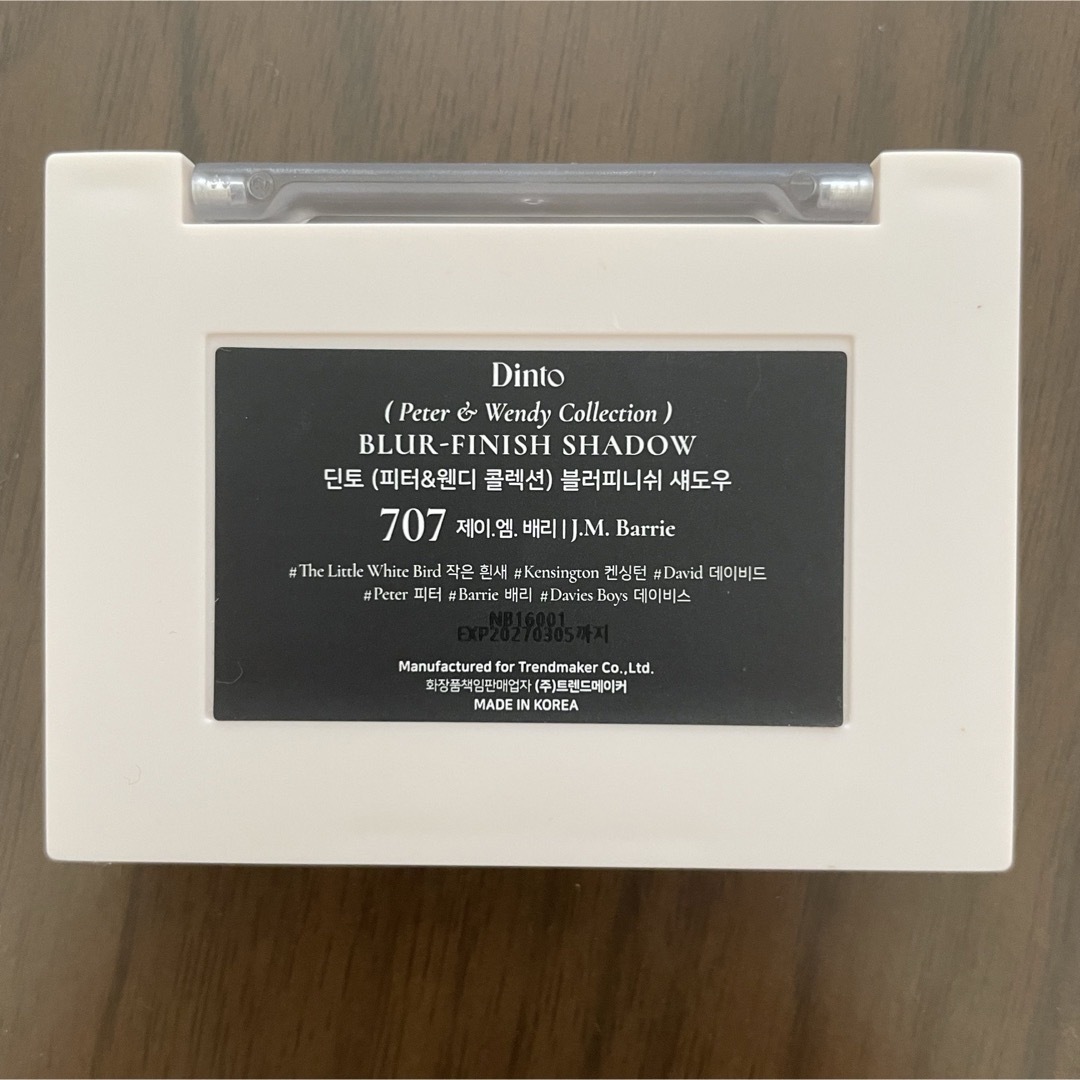 Dinto
( Peter & Wendy Collection )
BLUR-FINISH SHADOW
딘토 (피터&웬디 콜렉션) 블러피니쉬 섀도우
707 제이.엠. 배리 | J.M. Barrie
#The Little White Bird 작은 흰새 #Kensington 켄싱턴 #David 데이비드
#Peter 피터 #Barrie 배리 #Davies Boys 데이비스
NB16001
EXP20270305까지
Manufactured for Trendmaker Co.,Ltd.
화장품책임판매업자 (주)트렌드메이커
MADE IN KOREA